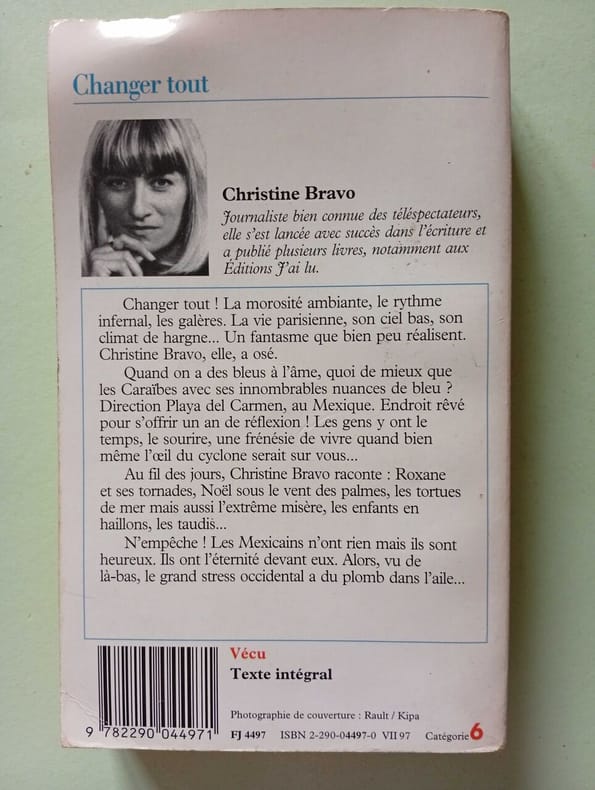 Changer tout
Christine Bravo
Journaliste bien connue des téléspectateurs,
elle s'est lancée avec succès dans l'écriture et
a publié plusieurs livres, notamment aux
Éditions J'ai lu.
Changer tout ! La morosité ambiante, le rythme
infernal, les galères. La vie parisienne, son ciel bas, son
climat de hargne... Un fantasme que bien peu réalisent.
Christine Bravo, elle, a osé.
Quand on a des bleus à l'âme, quoi de mieux que
les Caraïbes avec ses innombrables nuances de bleu ?
Direction Playa del Carmen, au Mexique. Endroit rêvé
pour s'offrir un an de réflexion ! Les gens y ont le
temps, le sourire, une frénésie de vivre quand bien
même l'œil du cyclone serait sur vous...
Au fil des jours, Christine Bravo raconte : Roxane
et ses tornades, Noël sous le vent des palmes, les tortues
de mer mais aussi l'extrême misère, les enfants en
haillons, les taudis...
N'empêche ! Les Mexicains n'ont rien mais ils sont
heureux. Ils ont l'éternité devant eux. Alors, vu de
là-bas, le grand stress occidental a du plomb dans l'aile...
Vécu
Texte intégral
Photographie de couverture : Rault / Kipa
9 782290 044971
FJ 4497 ISBN 2-290-04497-0 VII 97 Catégorie 6